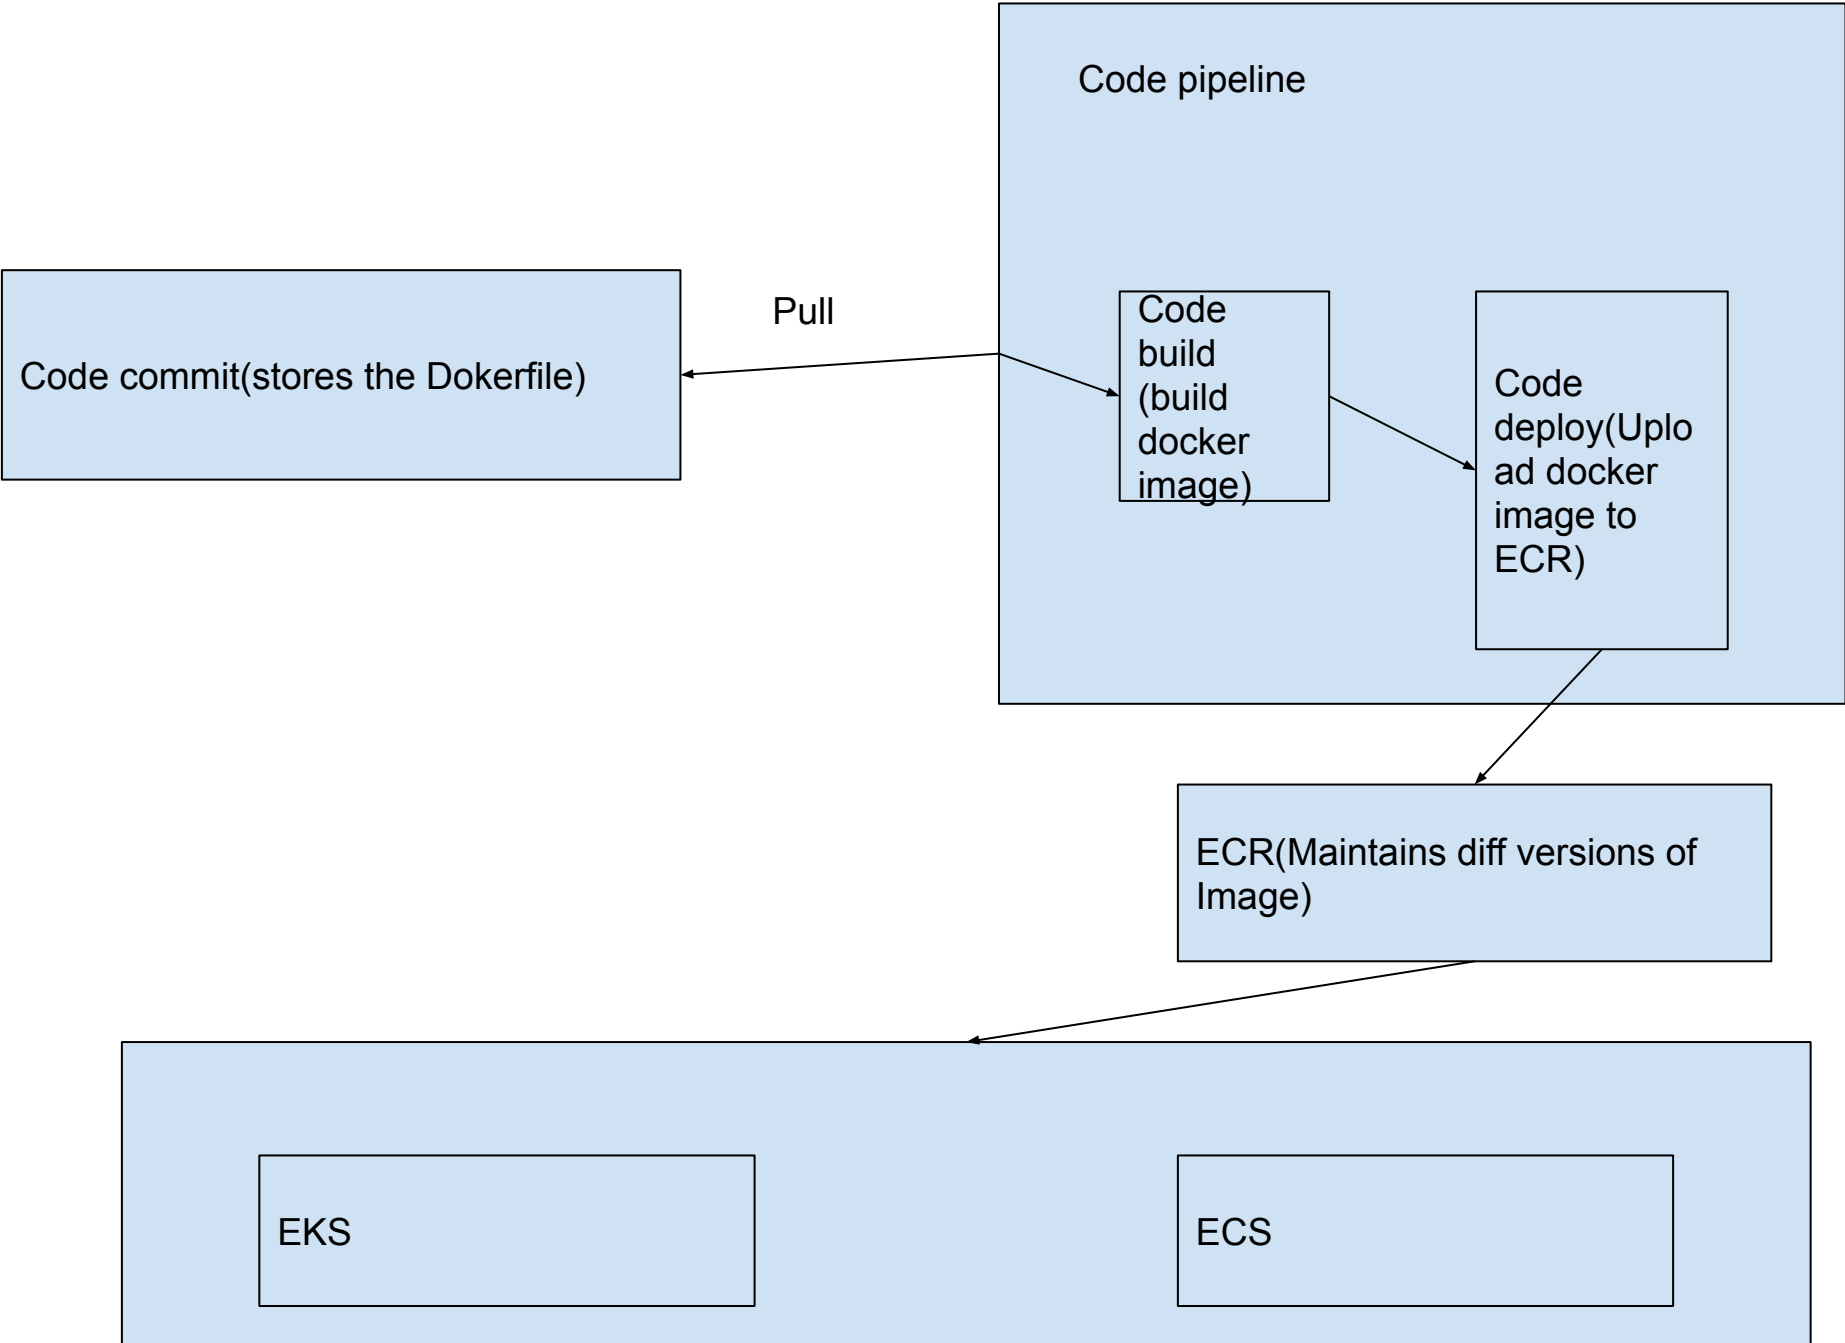 Code pipeline
Pull
Code commit(stores the Dokerfile)
Code
build
(build
docker
image)
Code
deploy(Uplo
ad docker
image to
ECR)
ECR(Maintains diff versions of
Image)
EKS
ECS